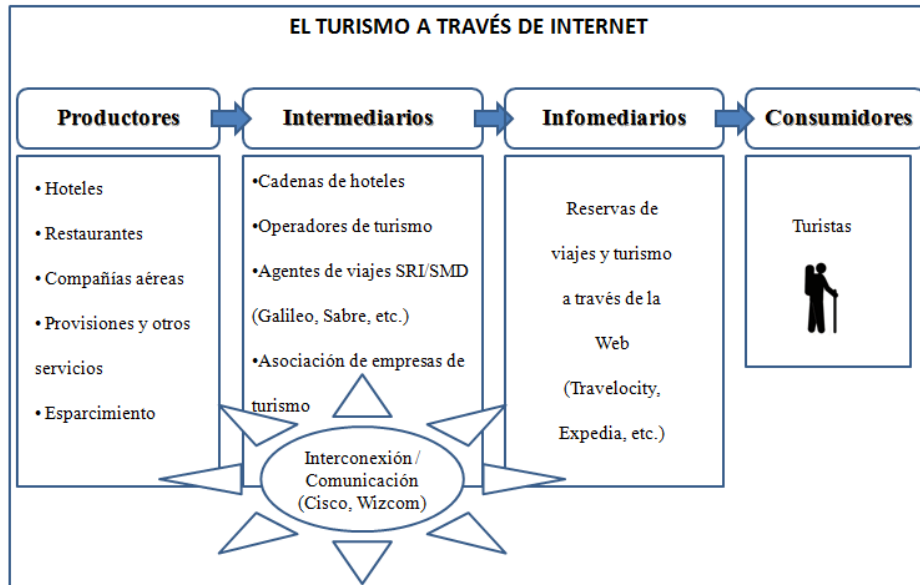 EL TURISMO A TRAVÉS DE INTERNET
Productores
Intermediarios
Infomediarios
Consumidores
• Hoteles
• Restaurantes
• Compañías aéreas
• Provisiones y otros
servicios
• Esparcimiento
•Cadenas de hoteles
•Operadores de turismo
•Agentes de viajes SRI/SMD
(Galileo, Sabre, etc.)
•Asociación de empresas de
turismo
Reservas de
viajes y turismo
a través de la
Web
(Travelocity,
Expedia, etc.)
Turistas
Interconexión /
Comunicación
(Cisco, Wizcom)